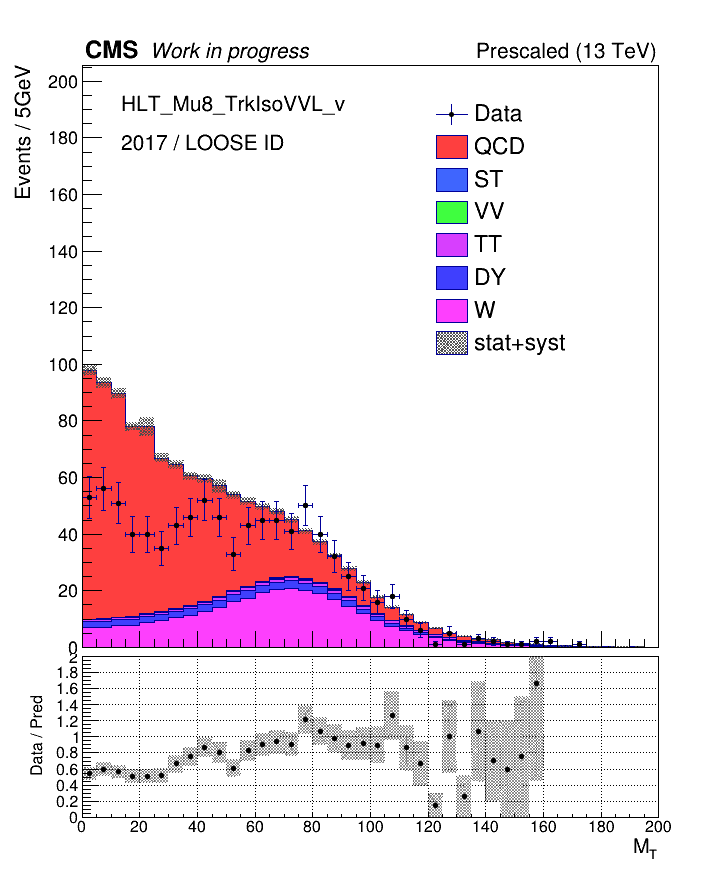 CMS Work in progress Prescaled (13 TeV)
Events / 5GeV
200
180
160
140
120
100
80
60
40
20
0
HLT_Mu8_TrkIsoVVL_v
2017 / LOOSE ID
Data
QCD
ST
VV
TT
DY
W
stat+syst
Data / Pred
2
1.8
1.6
1.4
1.2
1
0.8
0.6
0.4
0.2
0
0 20 40 60 80 100 120 140 160 180 200
M_T